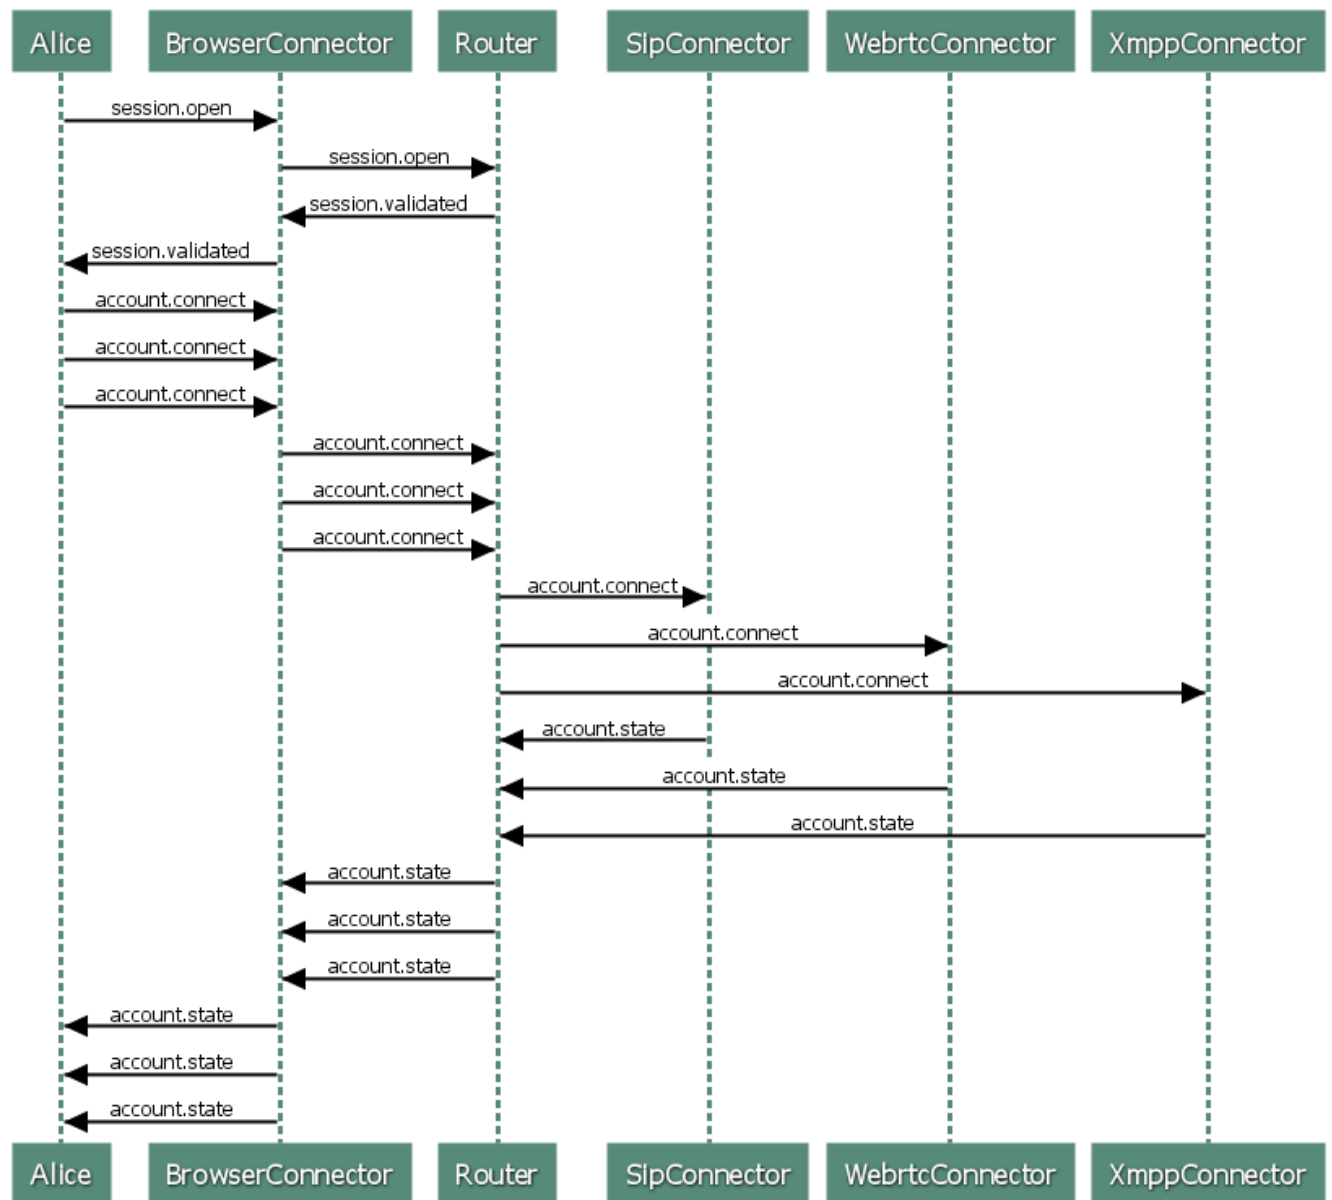 Alice BrowserConnector Router SipConnector WebrtcConnector XmppConnector
session.open
session.open
session.validated
session.validated
account.connect
account.connect
account.connect
account.connect
account.connect
account.connect
account.connect
account.connect
account.connect
account.state
account.state
account.state
account.state
account.state
account.state
account.state
account.state
account.state
Alice BrowserConnector Router SipConnector WebrtcConnector XmppConnector